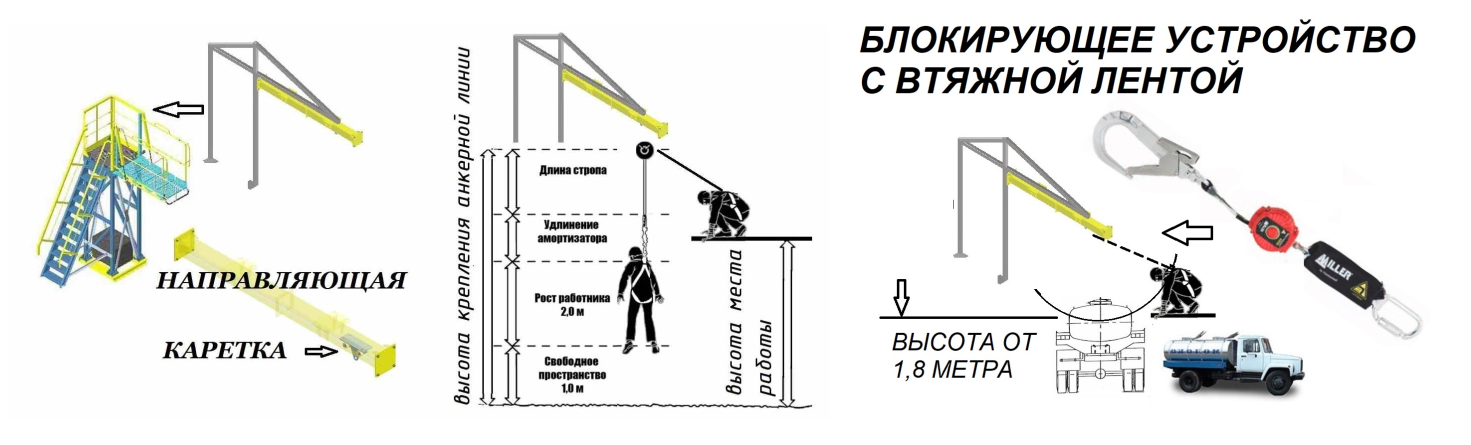 НАПРАВЛЯЮЩАЯ
КАРЕТКА
высота крепления анкерной линии
Длина стропа
Удлинение
амортизатора
Рост работника
2,0 м
Свободное
пространство
1,0 м
высота места
работы
БЛОКИРУЮЩЕЕ УСТРОЙСТВО
С ВТЯЖНОЙ ЛЕНТОЙ
MILLER
ВЫСОТА ОТ
1,8 МЕТРА